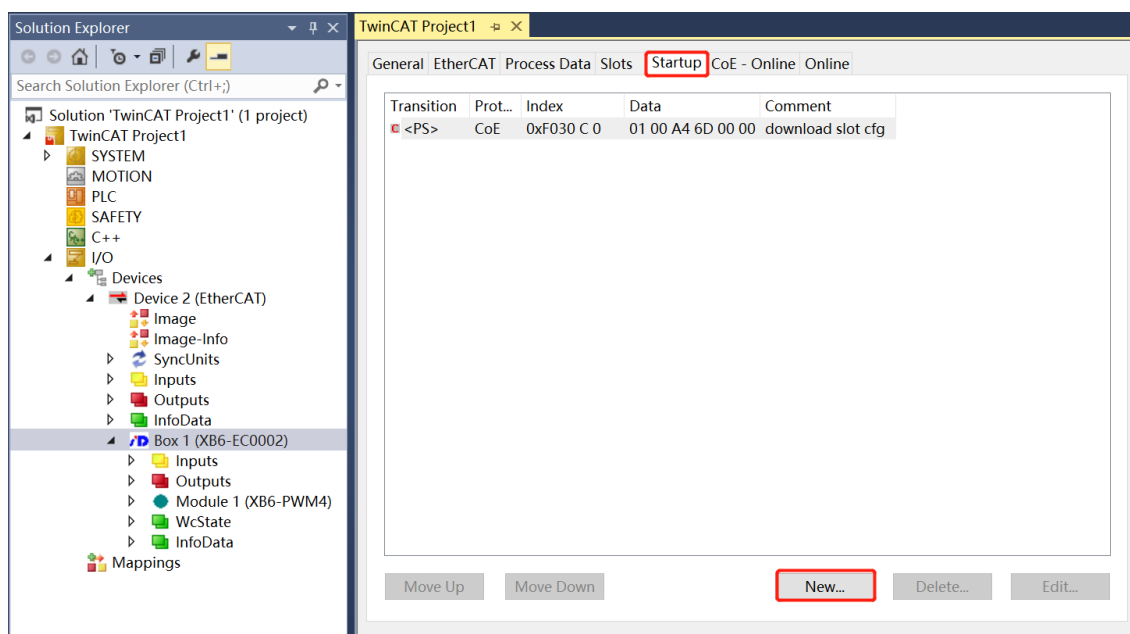 Solution Explorer
Search Solution Explorer (Ctrl+;)
Solution 'TwinCAT Project1' (1 project)
TwinCAT Project1
SYSTEM
MOTION
PLC
SAFETY
C++
I/O
Devices
Device 2 (EtherCAT)
Image
Image-Info
SyncUnits
Inputs
Outputs
InfoData
Box 1 (XB6-EC0002)
Inputs
Outputs
Module 1 (XB6-PWM4)
WcState
InfoData
Mappings
TwinCAT Project1
General EtherCAT Process Data Slots Startup CoE - Online Online
Transition Prot... Index Data Comment
C <PS> CoE 0xF030 C 0 01 00 A4 6D 00 00 download slot cfg
Move Up Move Down New... Delete... Edit...